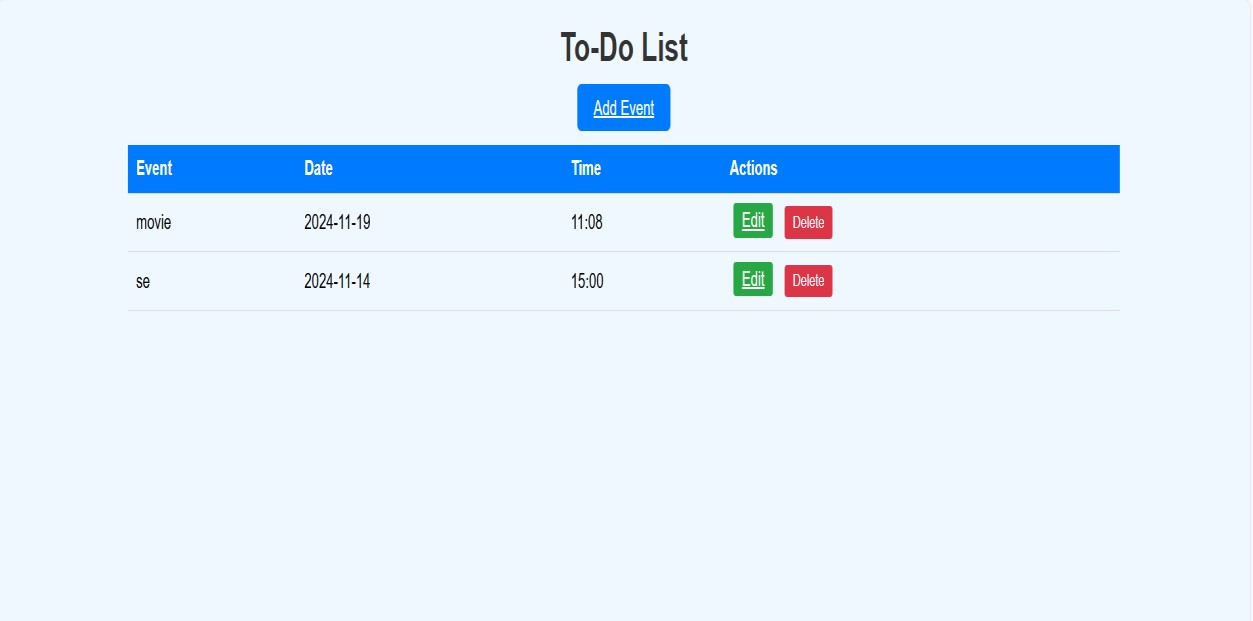 To-Do List
Add Event
Event Date Time Actions
movie 2024-11-19 11:08 Edit Delete
se 2024-11-14 15:00 Edit Delete